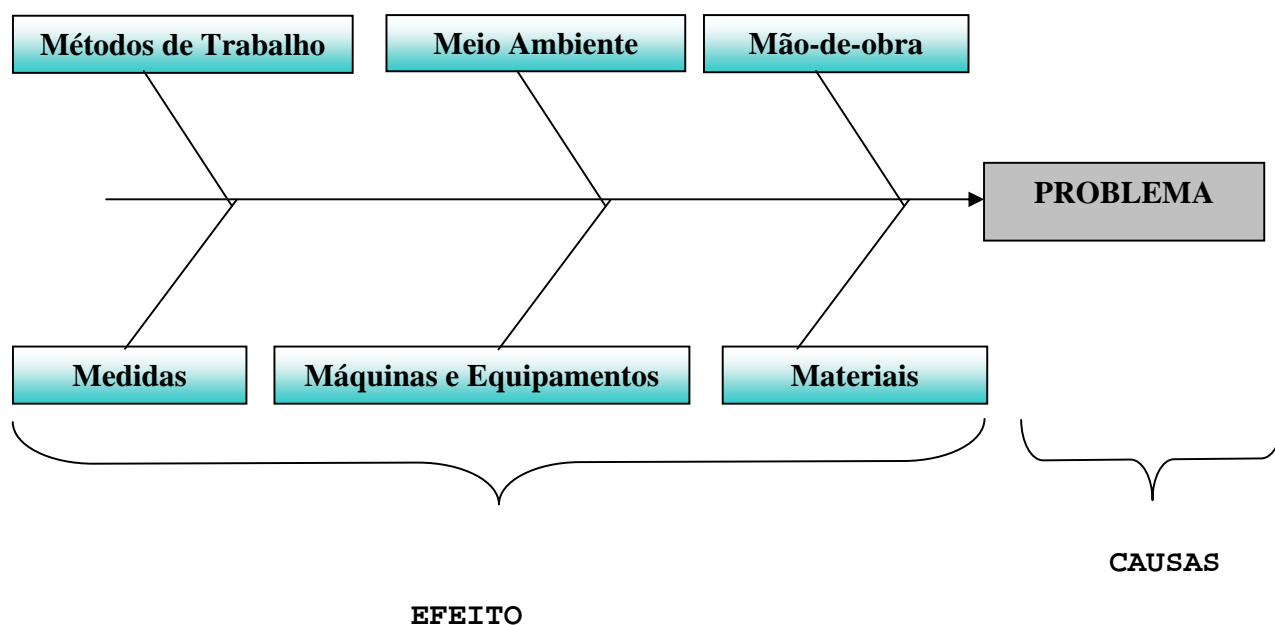 Métodos de Trabalho
Meio Ambiente
Mão-de-obra
PROBLEMA
Medidas
Máquinas e Equipamentos
Materiais
CAUSAS
EFEITO